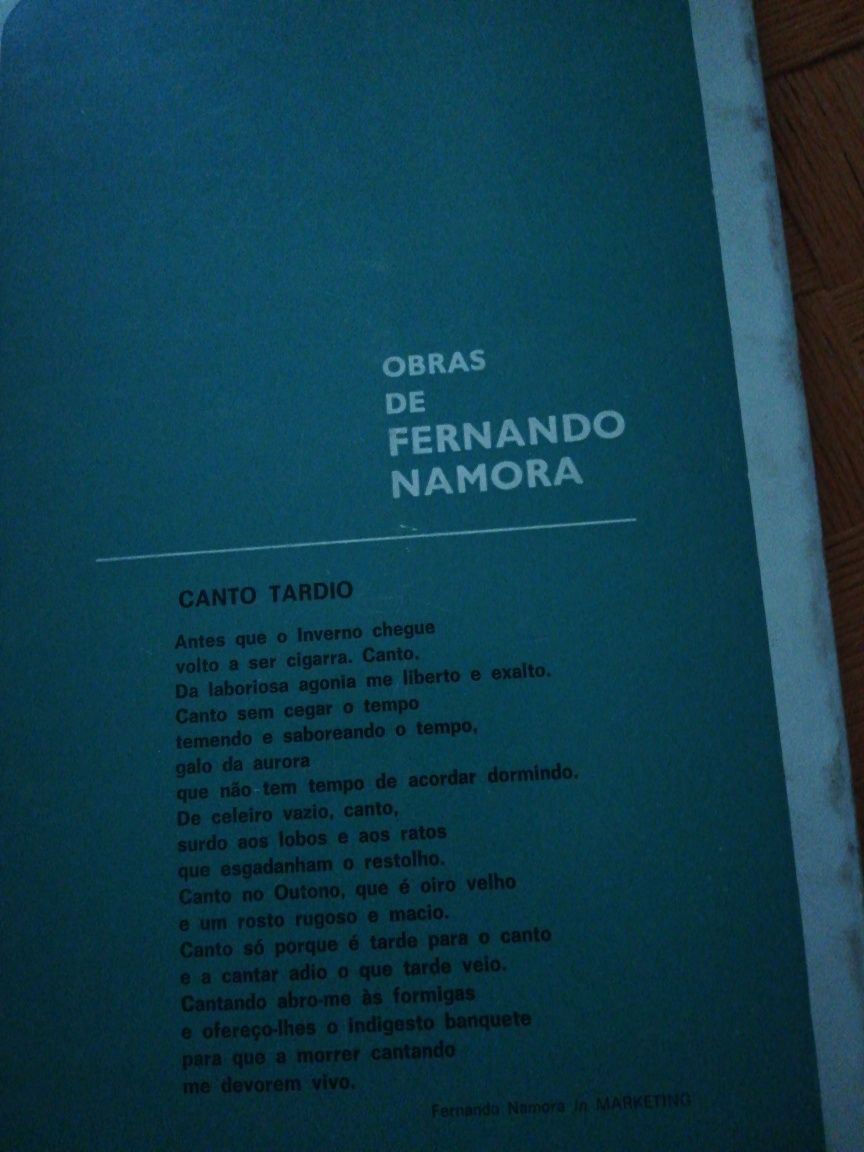 OBRAS
DE
FERNANDO
NAMORA
CANTO TARDIO
Antes que o Inverno chegue
volto a ser cigarra. Canto.
Da laboriosa agonia me liberto e exalto.
Canto sem cegar o tempo
temendo e saboreando o tempo,
galo da aurora
que não tem tempo de acordar dormindo.
De celeiro vazio, canto,
surdo aos lobos e aos ratos
que esgadanham o restolho.
Canto no Outono, que é oiro velho
e um rosto rugoso e macio.
Canto só porque é tarde para o canto
e a cantar adio o que tarde veio.
Cantando abro-me às formigas
e ofereço-lhes o indigesto banquete
para que a morrer cantando
me devorem vivo.
Fernando Namora in MARKETING